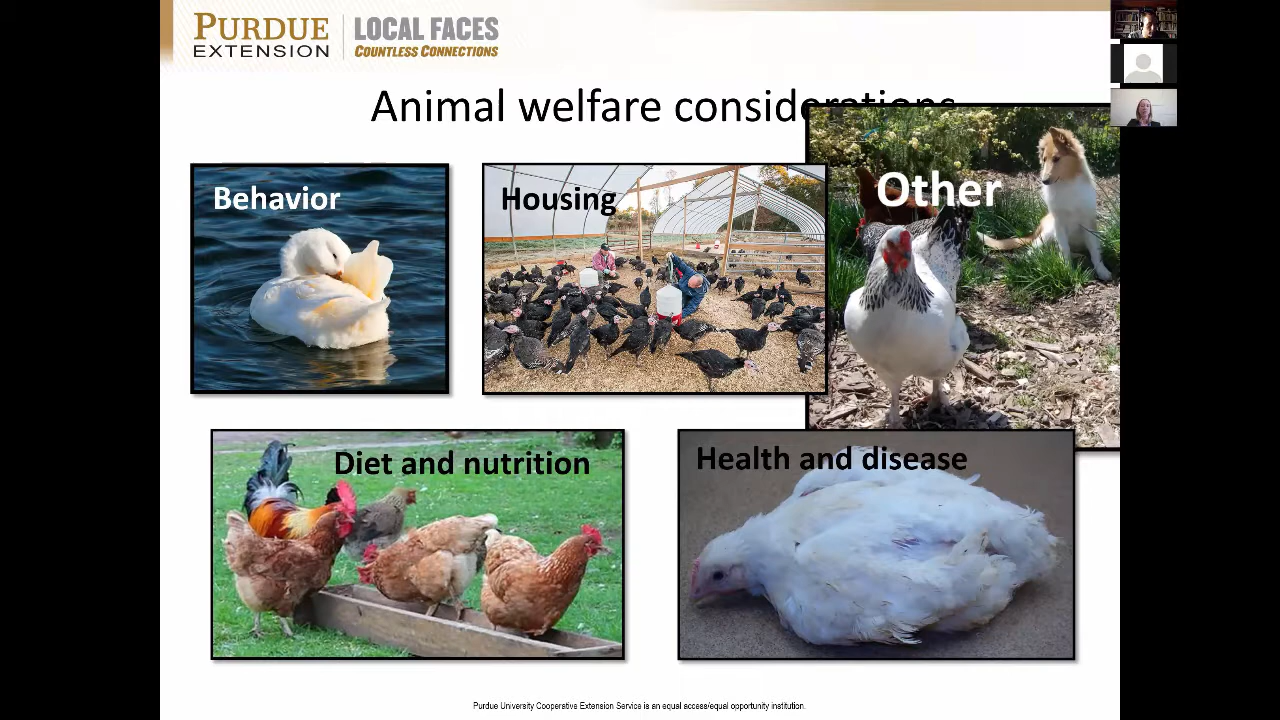 PURDUE
EXTENSION
LOCAL FACES
COUNTLESS CONNECTIONS
Animal welfare considerations
Behavior
Housing
Other
Diet and nutrition
Health and disease
Purdue University Cooperative Extension Service is an equal access/equal opportunity institution.